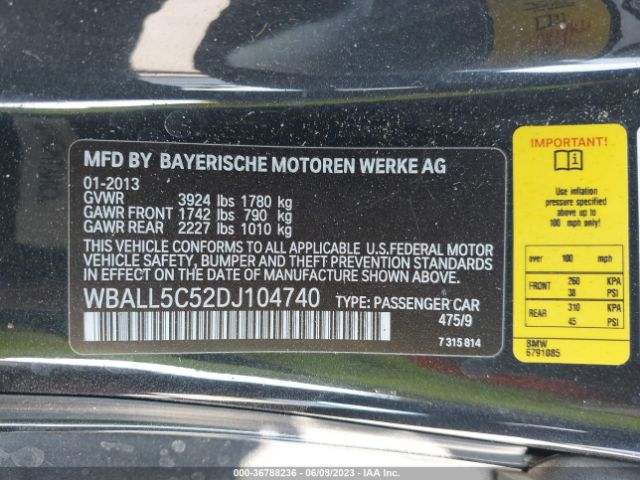 MFD BY BAYERISCHE MOTOREN WERKE AG
01-2013
GVWR 3924 lbs 1780 kg
GAWR FRONT 1742 lbs 790 kg
GAWR REAR 2227 lbs 1010 kg
THIS VEHICLE CONFORMS TO ALL APPLICABLE U.S.FEDERAL MOTOR
VEHICLE SAFETY, BUMPER AND THEFT PREVENTION STANDARDS
IN EFFECT ON THE DATE OF MANUFACTURE SHOWN ABOVE.
WBALL5C52DJ104740 TYPE: PASSENGER CAR
475/9
7 315 814
IMPORTANT!
i
Use inflation
pressure specified
above up to
100 mph only!
over 100 mph
FRONT 260 KPA
38 PSI
REAR 310 KPA
45 PSI
BMW
6791085
000-36788236 - 06/08/2023 - IAA Inc.